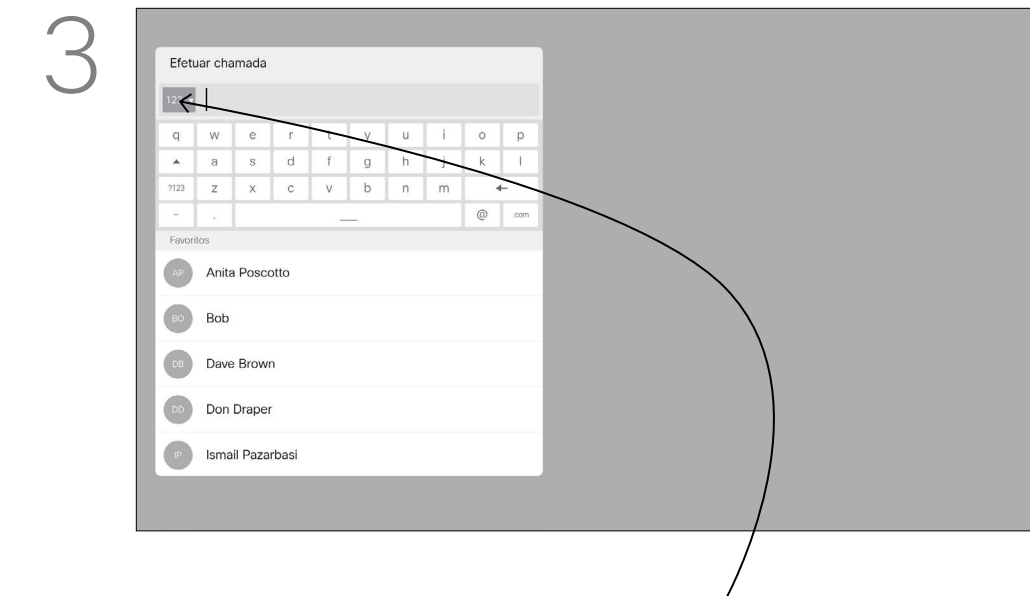 3
Efetuar chamada
123
q w e r t y u i o p
a s d f g h j k l
?123 z x c v b n m
- . @ .com
Favoritos
AP Anita Poscotto
BO Bob
DB Dave Brown
DD Don Draper
IP Ismail Pazarbasi